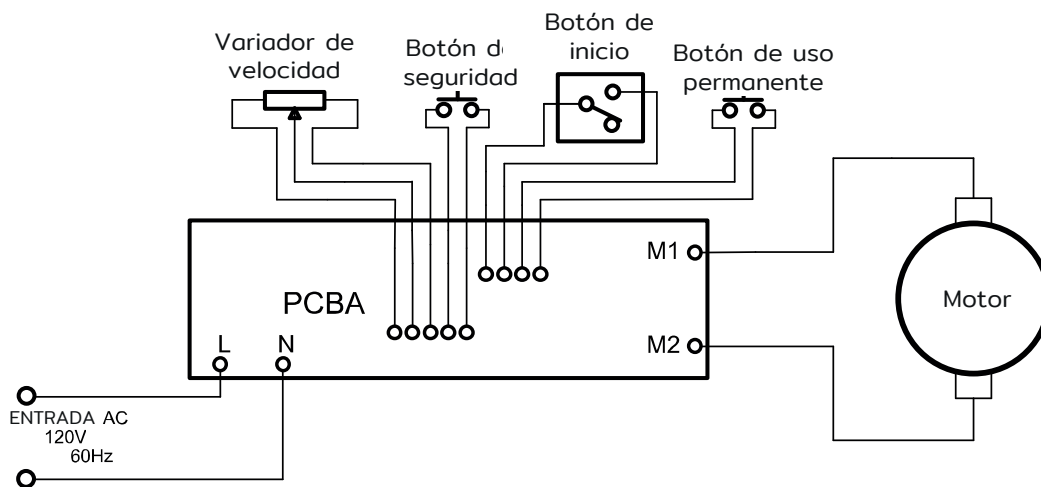 Variador de
velocidad
Botón d
seguridad
Botón de
inicio
Botón de uso
permanente
M1
PCBA
Motor
L
N
M2
ENTRADA AC
120V
60Hz